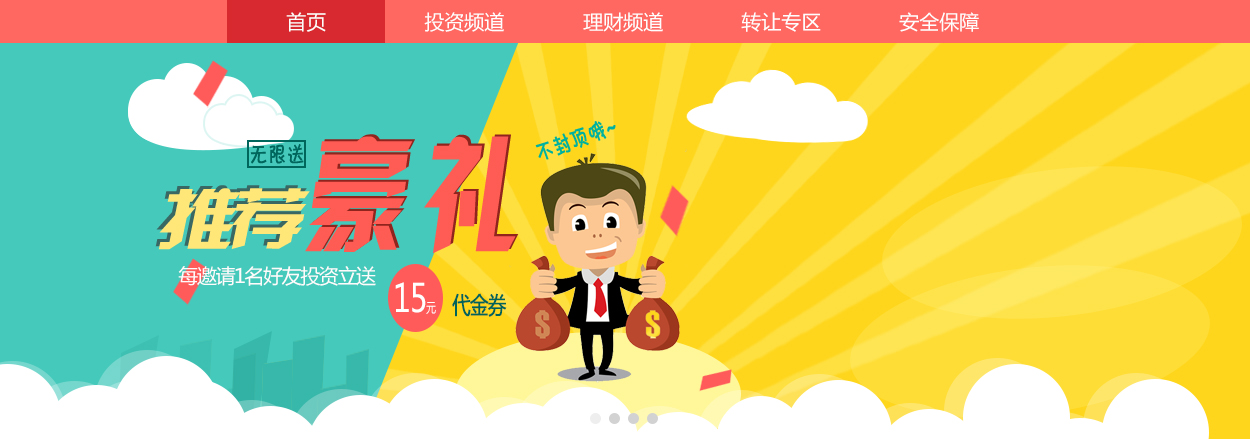 首页 投资频道 理财频道 转让专区 安全保障
不封顶哦~
无限送
推荐豪礼
每邀请1名好友投资立送
15元 代金券
$ $